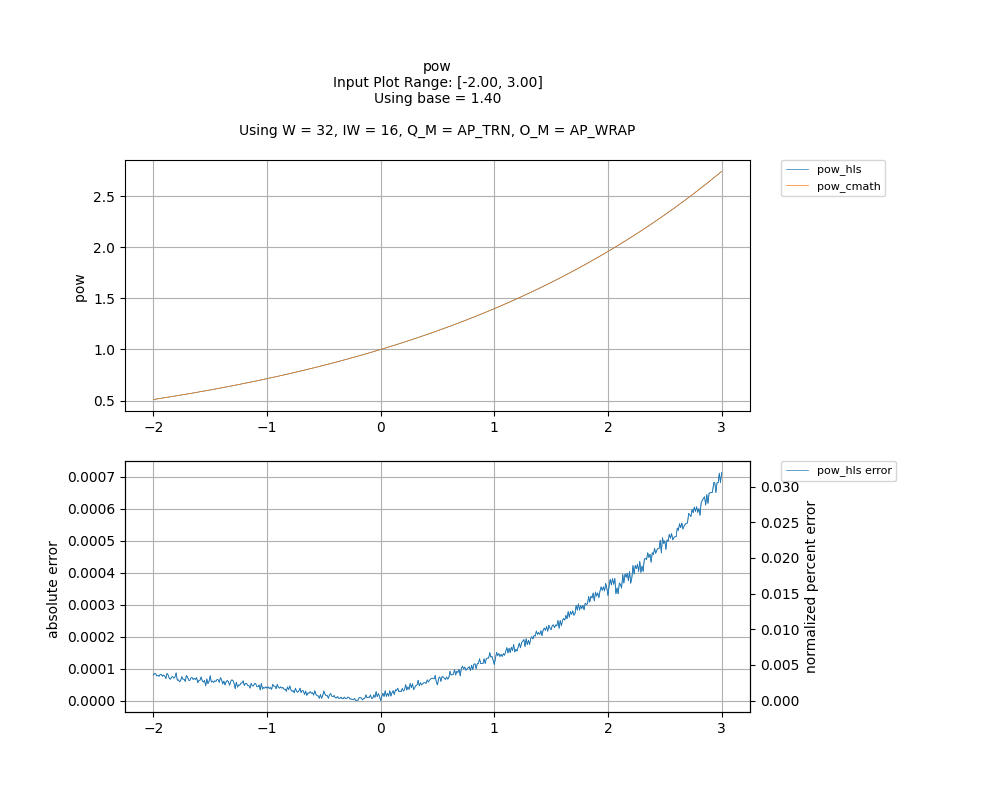 pow
Input Plot Range: [-2.00, 3.00]
Using base = 1.40
Using W = 32, IW = 16, Q_M = AP_TRN, O_M = AP_WRAP
pow_hls
pow_cmath
2.5
2.0
1.5
1.0
0.5
pow
−2 −1 0 1 2 3
pow_hls error
0.0007
0.0006
0.0005
0.0004
0.0003
0.0002
0.0001
0.0000
absolute error
0.030
0.025
0.020
0.015
0.010
0.005
0.000
normalized percent error
−2 −1 0 1 2 3